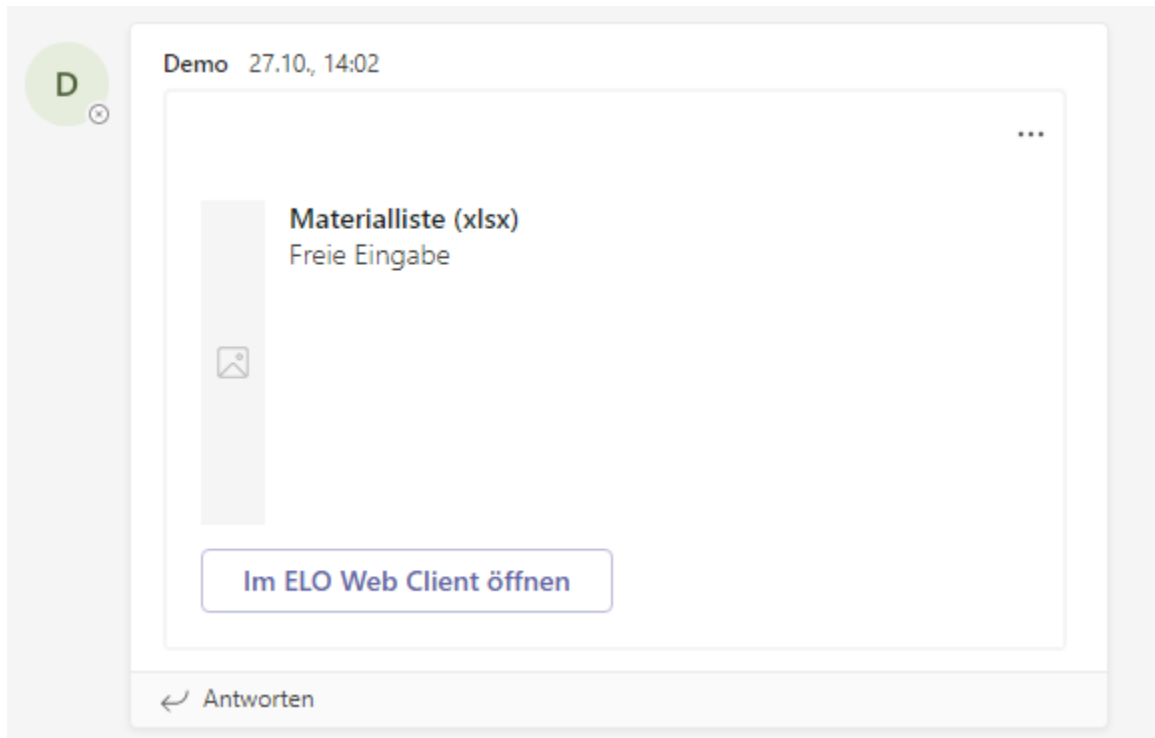 D
Demo 27.10., 14:02
...
Materialliste (xlsx)
Freie Eingabe
Im ELO Web Client öffnen
Antworten